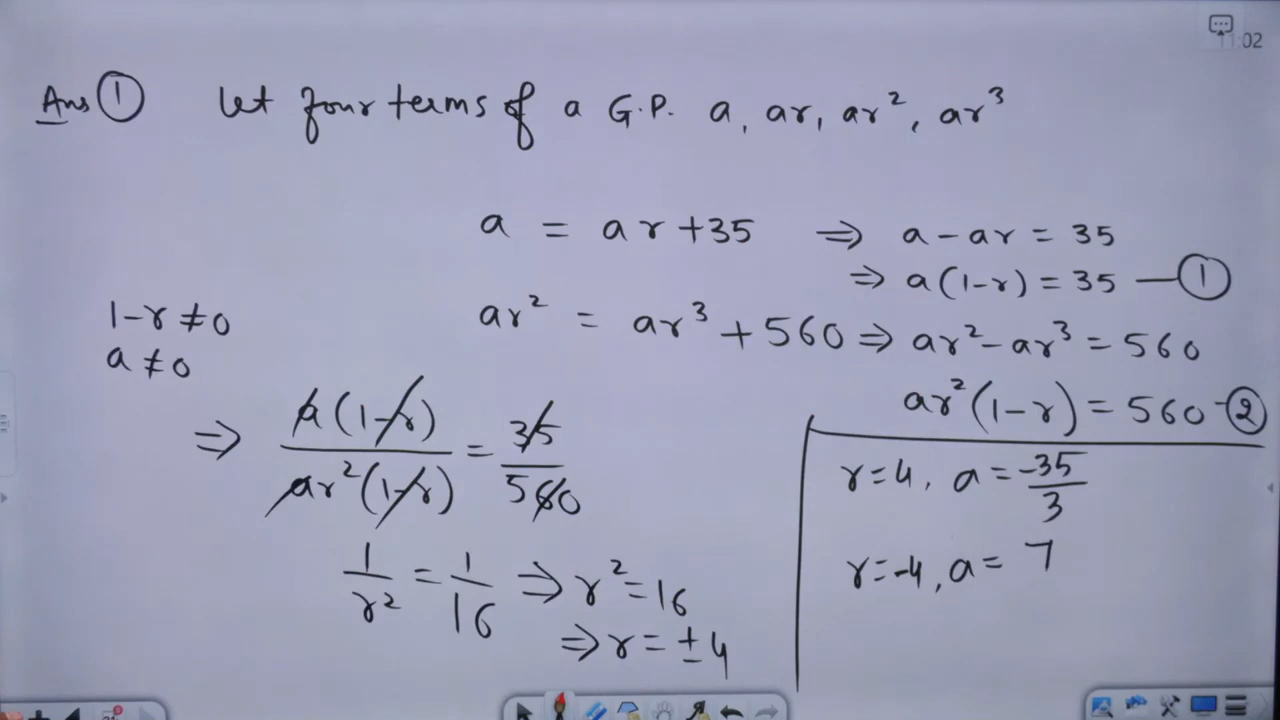 11:02
Ans ① Let four terms of a G.P. a, ar, ar², ar³
a = ar + 35 ⇒ a - ar = 35
⇒ a(1-r) = 35 — ①
1-r ≠ 0
a ≠ 0
ar² = ar³ + 560 ⇒ ar² - ar³ = 560
ar²(1-r) = 560 - ②
⇒ a(1-r) / ar²(1-r) = 35 / 560
1/r² = 1/16 ⇒ r² = 16
⇒ r = ±4
r = 4, a = -35/3
r = -4, a = 7